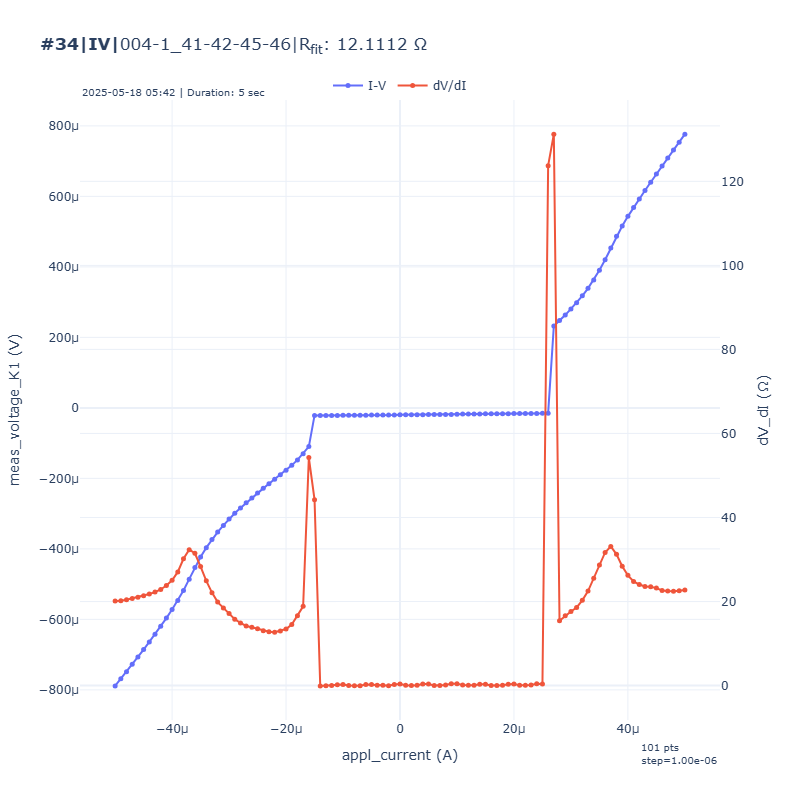 #34|IV|004-1_41-42-45-46|Rfit: 12.1112 Ω
2025-05-18 05:42 | Duration: 5 sec
I-V
dV/dI
800μ
600μ
400μ
200μ
0
−200μ
−400μ
−600μ
−800μ
meas_voltage_K1 (V)
120
100
80
60
40
20
0
dV_dI (Ω)
−40μ
−20μ
0
20μ
40μ
appl_current (A)
101 pts
step=1.00e-06